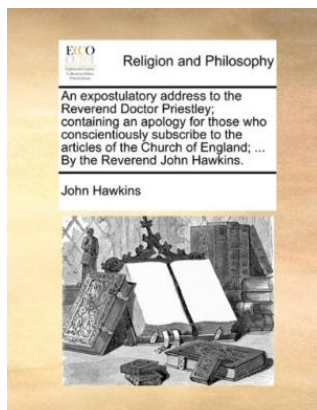 ECCO
Religion and Philosophy
An expostulatory address to the
Reverend Doctor Priestley;
containing an apology for those who
conscientiously subscribe to the
articles of the Church of England; ...
By the Reverend John Hawkins.
John Hawkins